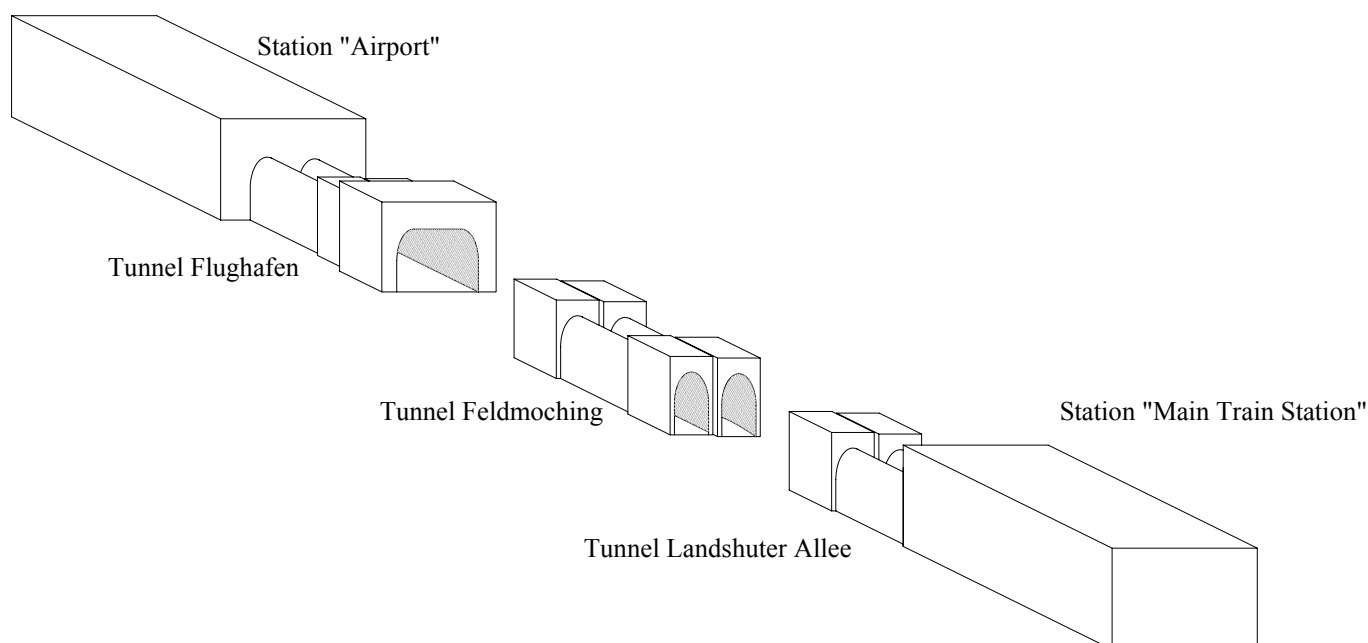 Station "Airport"
Tunnel Flughafen
Tunnel Feldmoching
Station "Main Train Station"
Tunnel Landshuter Allee